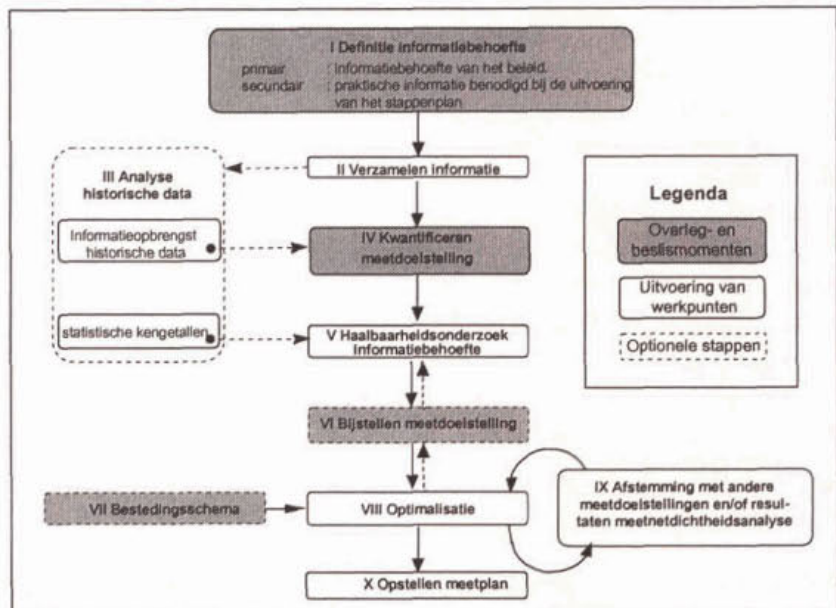 I Definitie informatiebehoefte
primair : informatiebehoefte van het beleid.
secundair : praktische informatie benodigd bij de uitvoering
van het stappenplan
III Analyse
historische data
II Verzamelen informatie
Informatieopbrengst
historische data
IV Kwantificeren
meetdoelstelling
statistische kengetallen
V Haalbaarheidsonderzoek
informatiebehoefte
VI Bijstellen meetdoelstelling
VII Bestedingsschema
VIII Optimalisatie
IX Afstemming met andere
meetdoelstellingen en/of resul-
taten meetnetdichtheidsanalyse
X Opstellen meetplan
Legenda
Overleg- en
beslismomenten
Uitvoering van
werkpunten
Optionele stappen